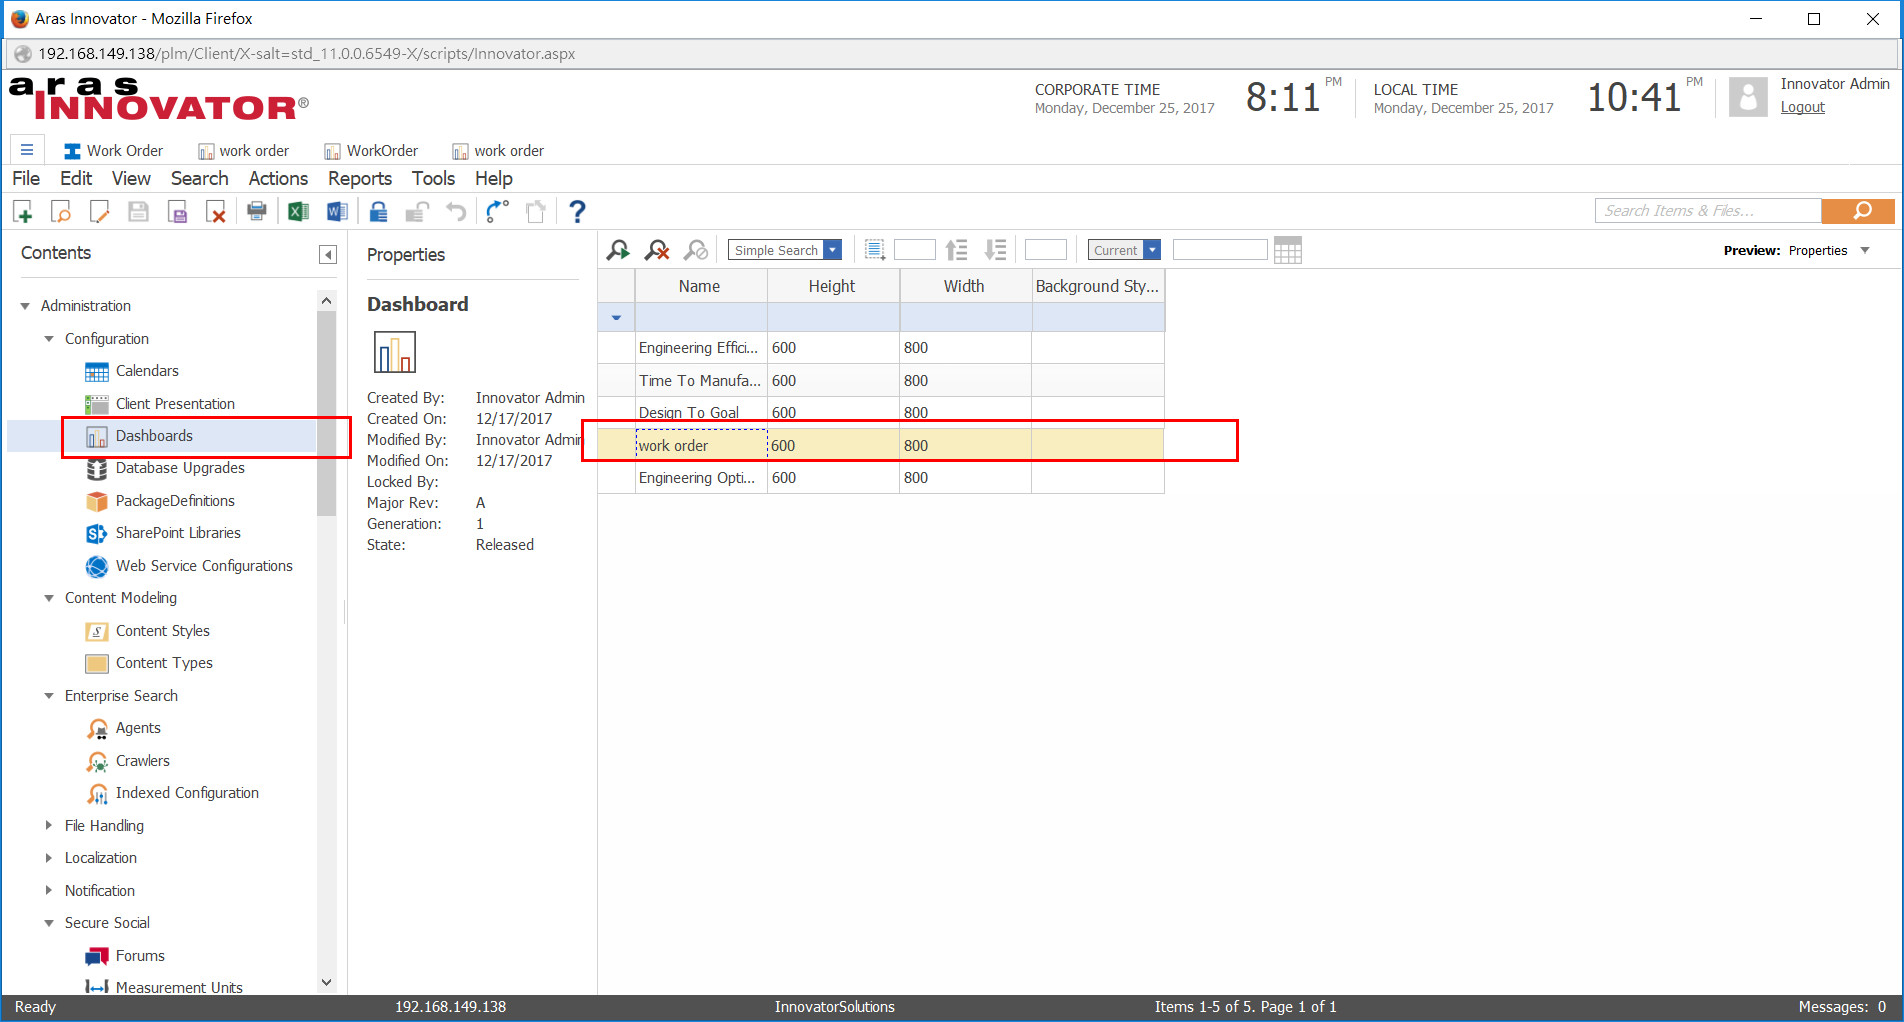 Aras Innovator - Mozilla Firefox
192.168.149.138/plm/Client/X-salt=std_11.0.0.6549-X/scripts/Innovator.aspx
aras
INNOVATOR®
CORPORATE TIME
Monday, December 25, 2017
8:11 PM
LOCAL TIME
Monday, December 25, 2017
10:41 PM
Innovator Admin
Logout
Work Order work order WorkOrder work order
File Edit View Search Actions Reports Tools Help
Search Items & Files...
Contents
Administration
Configuration
Calendars
Client Presentation
Dashboards
Database Upgrades
PackageDefinitions
SharePoint Libraries
Web Service Configurations
Content Modeling
Content Styles
Content Types
Enterprise Search
Agents
Crawlers
Indexed Configuration
File Handling
Localization
Notification
Secure Social
Forums
Measurement Units
Properties
Dashboard
Created By: Innovator Admin
Created On: 12/17/2017
Modified By: Innovator Admin
Modified On: 12/17/2017
Locked By:
Major Rev: A
Generation: 1
State: Released
Simple Search Current Preview: Properties
Name Height Width Background Sty...
Engineering Effici... 600 800
Time To Manufa... 600 800
Design To Goal 600 800
work order 600 800
Engineering Opti... 600 800
Ready 192.168.149.138 InnovatorSolutions Items 1-5 of 5. Page 1 of 1 Messages: 0